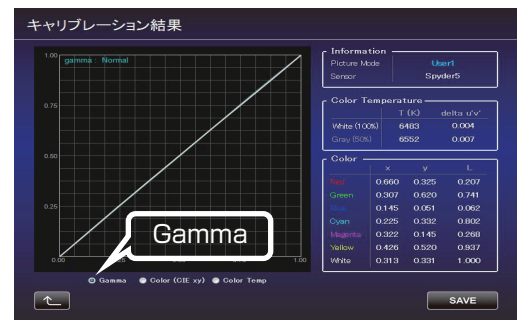 キャリブレーション結果
1.00
gamma : Normal
0.75
0.50
0.25
0.00
1.00
Gamma
Gamma
Color (CIE xy)
Color Temp
Information
Picture Mode User1
Sensor Spyder5
Color Temperature
T (K) delta u'v'
White (100%) 6483 0.004
Gray (50%) 6552 0.007
Color
x y L
Red 0.660 0.325 0.207
Green 0.307 0.620 0.741
Blue 0.145 0.051 0.062
Cyan 0.225 0.332 0.802
Magenta 0.322 0.145 0.268
Yellow 0.426 0.520 0.937
White 0.313 0.331 1.000
SAVE